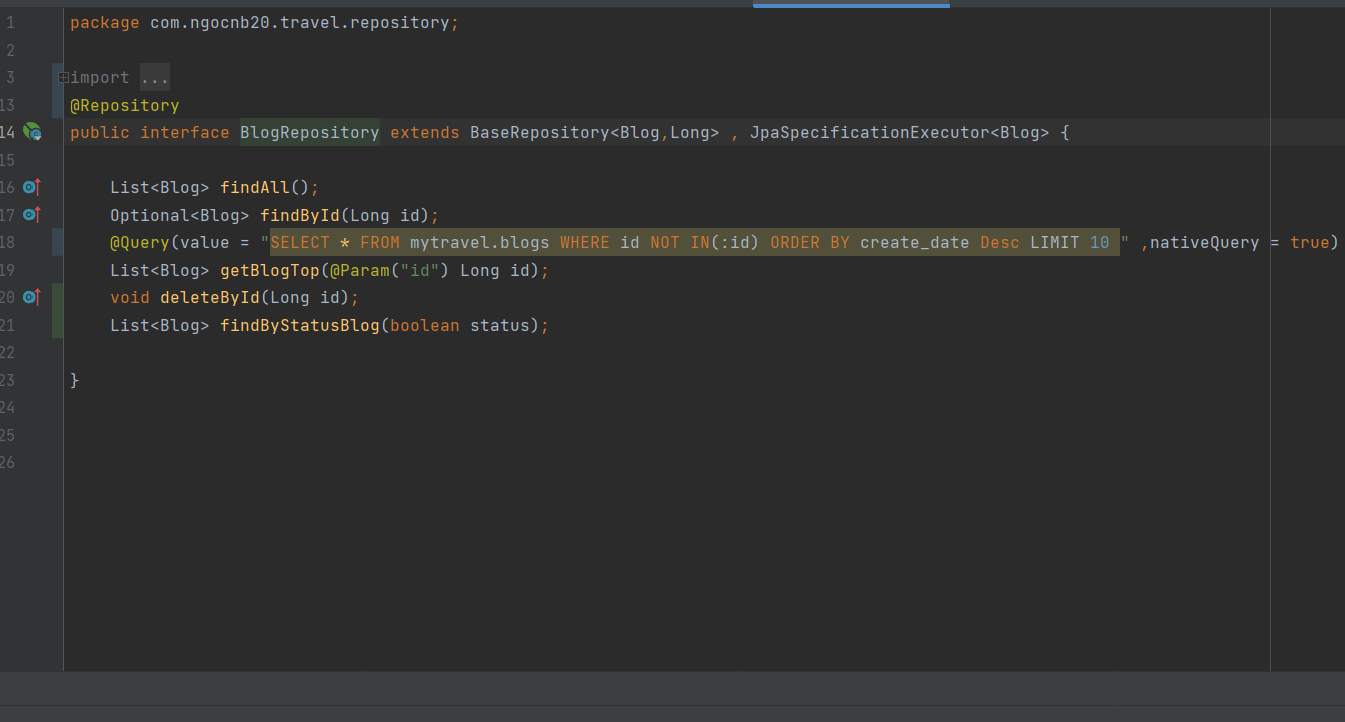 1 package com.ngocnb20.travel.repository;
2
3 import ...
13 @Repository
14 public interface BlogRepository extends BaseRepository<Blog,Long> , JpaSpecificationExecutor<Blog> {
15
16 List<Blog> findAll();
17 Optional<Blog> findById(Long id);
18 @Query(value = "SELECT * FROM mytravel.blogs WHERE id NOT IN(:id) ORDER BY create_date Desc LIMIT 10 " ,nativeQuery = true)
19 List<Blog> getBlogTop(@Param("id") Long id);
20 void deleteById(Long id);
21 List<Blog> findByStatusBlog(boolean status);
22
23 }
24
25
26